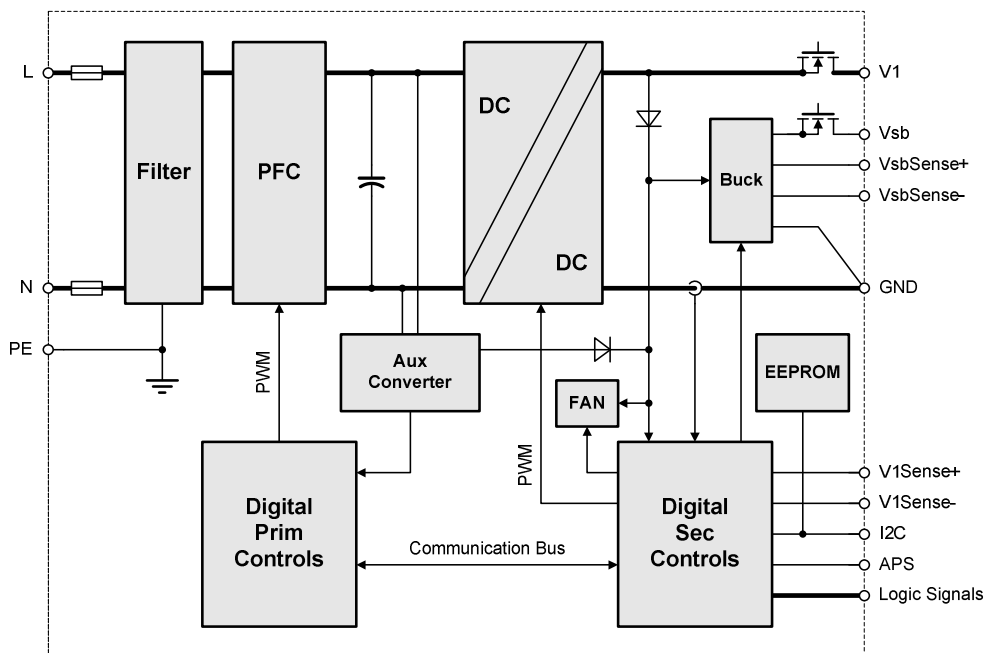 L
Filter
PFC
DC
DC
V1
Vsb
VsbSense+
VsbSense-
Buck
N
GND
PE
PWM
Aux
Converter
FAN
EEPROM
PWM
Digital
Prim
Controls
Communication Bus
Digital
Sec
Controls
V1Sense+
V1Sense-
I2C
APS
Logic Signals